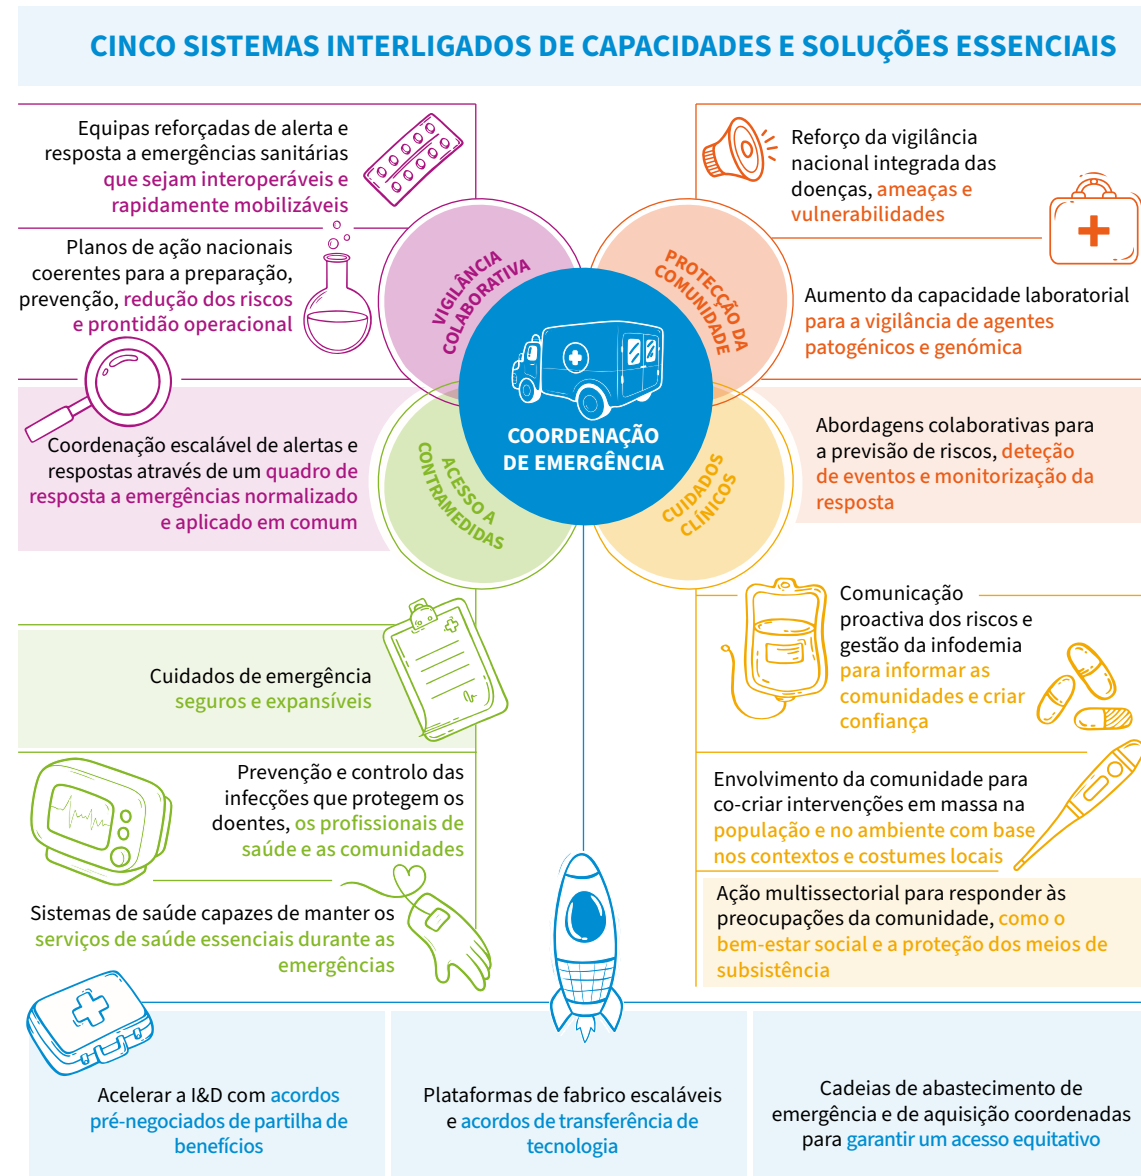 CINCO SISTEMAS INTERLIGADOS DE CAPACIDADES E SOLUÇÕES ESSENCIAIS
Equipas reforçadas de alerta e
resposta a emergências sanitárias
que sejam interoperáveis e
rapidamente mobilizáveis
Planos de ação nacionais
coerentes para a preparação,
prevenção, redução dos riscos
e prontidão operacional
Coordenação escalável de alertas e
respostas através de um quadro de
resposta a emergências normalizado
e aplicado em comum
VIGILÂNCIA
COLABORATIVA
PROTECÇÃO DA
COMUNIDADE
COORDENAÇÃO
DE EMERGÊNCIA
ACESSO A
CONTRAMEDIDAS
CUIDADOS
CLÍNICOS
Reforço da vigilância
nacional integrada das
doenças, ameaças e
vulnerabilidades
Aumento da capacidade laboratorial
para a vigilância de agentes
patogénicos e genómica
Abordagens colaborativas para
a previsão de riscos, deteção
de eventos e monitorização da
resposta
Cuidados de emergência
seguros e expansíveis
Prevenção e controlo das
infecções que protegem os
doentes, os profissionais de
saúde e as comunidades
Sistemas de saúde capazes de manter os
serviços de saúde essenciais durante as
emergências
Comunicação
proactiva dos riscos e
gestão da infodemia
para informar as
comunidades e criar
confiança
Envolvimento da comunidade para
co-criar intervenções em massa na
população e no ambiente com base
nos contextos e costumes locais
Ação multissectorial para responder às
preocupações da comunidade, como o
bem-estar social e a proteção dos meios de
subsistência
Acelerar a I&D com acordos
pré-negociados de partilha de
benefícios
Plataformas de fabrico escaláveis
e acordos de transferência de
tecnologia
Cadeias de abastecimento de
emergência e de aquisição coordenadas
para garantir um acesso equitativo